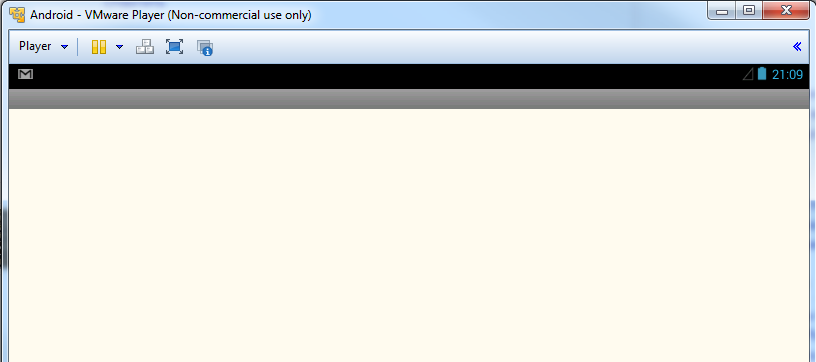 Android - VMware Player (Non-commercial use only)
Player
21:09